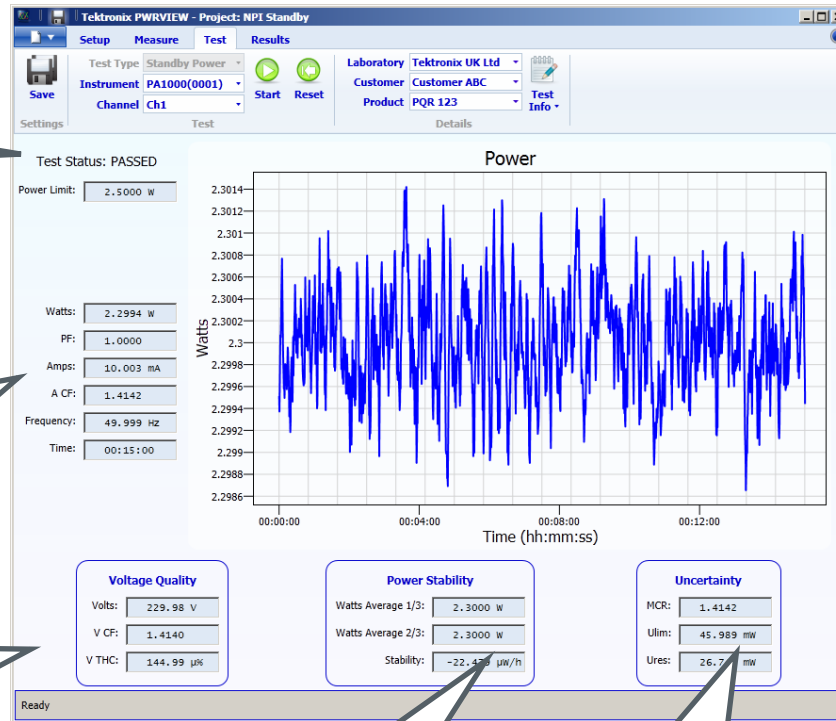 Tektronix PWRVIEW - Project: NPI Standby
Setup Measure Test Results
Save
Settings
Test Type Standby Power
Instrument PA1000(0001)
Channel Ch1
Start Reset
Test
Laboratory Tektronix UK Ltd
Customer Customer ABC
Product PQR 123
Test Info
Details
Test Status: PASSED
Power Limit: 2.5000 W
Watts: 2.2994 W
PF: 1.0000
Amps: 10.003 mA
A CF: 1.4142
Frequency: 49.999 Hz
Time: 00:15:00
Power
Watts
2.3014
2.3012
2.301
2.3008
2.3006
2.3004
2.3002
2.3
2.2998
2.2996
2.2994
2.2992
2.299
2.2988
2.2986
00:00:00 00:04:00 00:08:00 00:12:00
Time (hh:mm:ss)
Voltage Quality
Volts: 229.98 V
V CF: 1.4140
V THC: 144.99 µ%
Power Stability
Watts Average 1/3: 2.3000 W
Watts Average 2/3: 2.3000 W
Stability: µW/h
Uncertainty
MCR: 1.4142
Ulim: 45.989 mW
Ures: mW
Ready